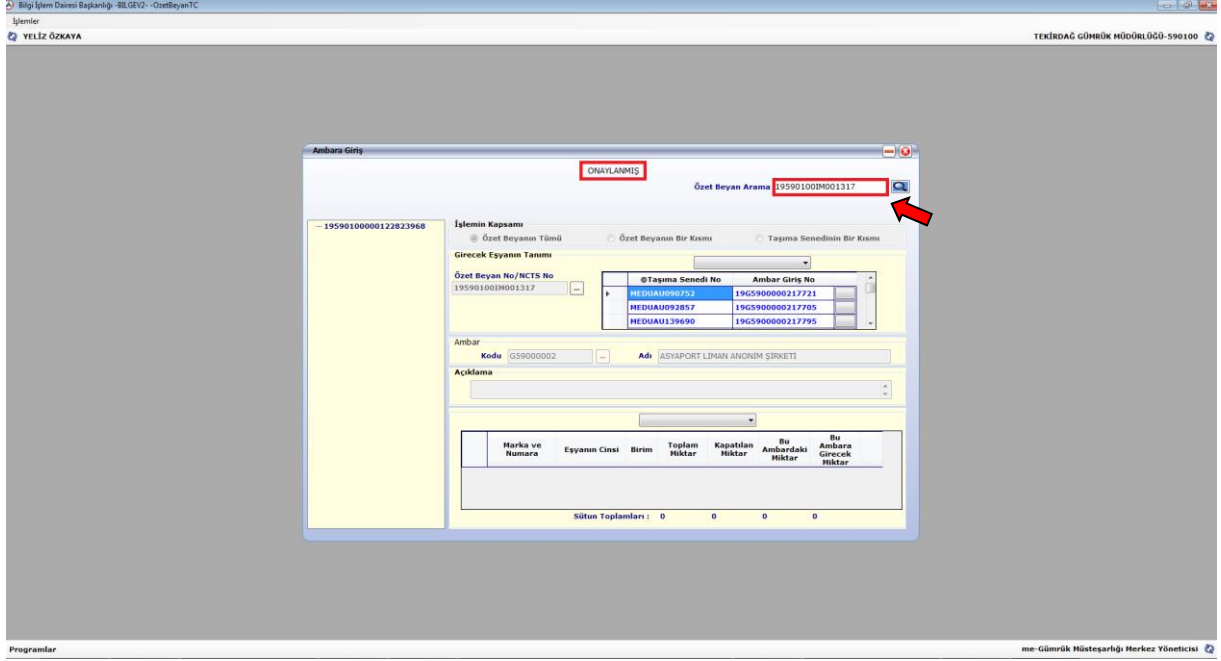 Bilgi İşlem Dairesi Başkanlığı -BILGEV2- -OzetBeyanTC
İşlemler
YELİZ ÖZKAYA TEKİRDAĞ GÜMRÜK MÜDÜRLÜĞÜ-590100
Ambara Giriş
ONAYLANMIŞ
Özet Beyan Arama 19590100IM001317
19590100000122823968
İşlemin Kapsamı
Özet Beyanın Tümü Özet Beyanın Bir Kısmı Taşıma Senedinin Bir Kısmı
Girecek Eşyanın Tanımı
Özet Beyan No/NCTS No
19590100IM001317 ...
@Taşıma Senedi No Ambar Giriş No
MEDUAU090752 19G5900000217721
MEDUAU092857 19G5900000217705
MEDUAU139690 19G5900000217795
Ambar
Kodu G59000002 ... Adı ASYAPORT LİMAN ANONİM ŞİRKETİ
Açıklama
Marka ve Numara Eşyanın Cinsi Birim Toplam Miktar Kapatılan Miktar Bu Ambardaki Miktar Bu Ambara Girecek Miktar
Sütun Toplamları : 0 0 0 0
Programlar me-Gümrük Müsteşarlığı Merkez Yöneticisi